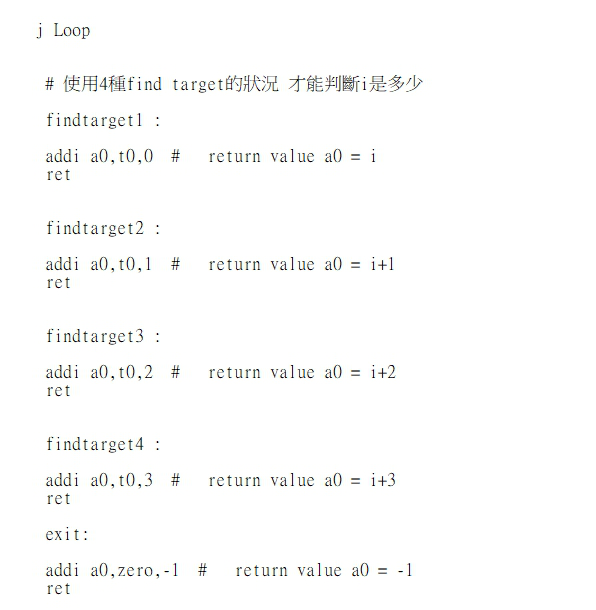 j Loop
# 使用4種find target的狀況 才能判斷i是多少
findtarget1 :
addi a0,t0,0 # return value a0 = i
ret
findtarget2 :
addi a0,t0,1 # return value a0 = i+1
ret
findtarget3 :
addi a0,t0,2 # return value a0 = i+2
ret
findtarget4 :
addi a0,t0,3 # return value a0 = i+3
ret
exit:
addi a0,zero,-1 # return value a0 = -1
ret